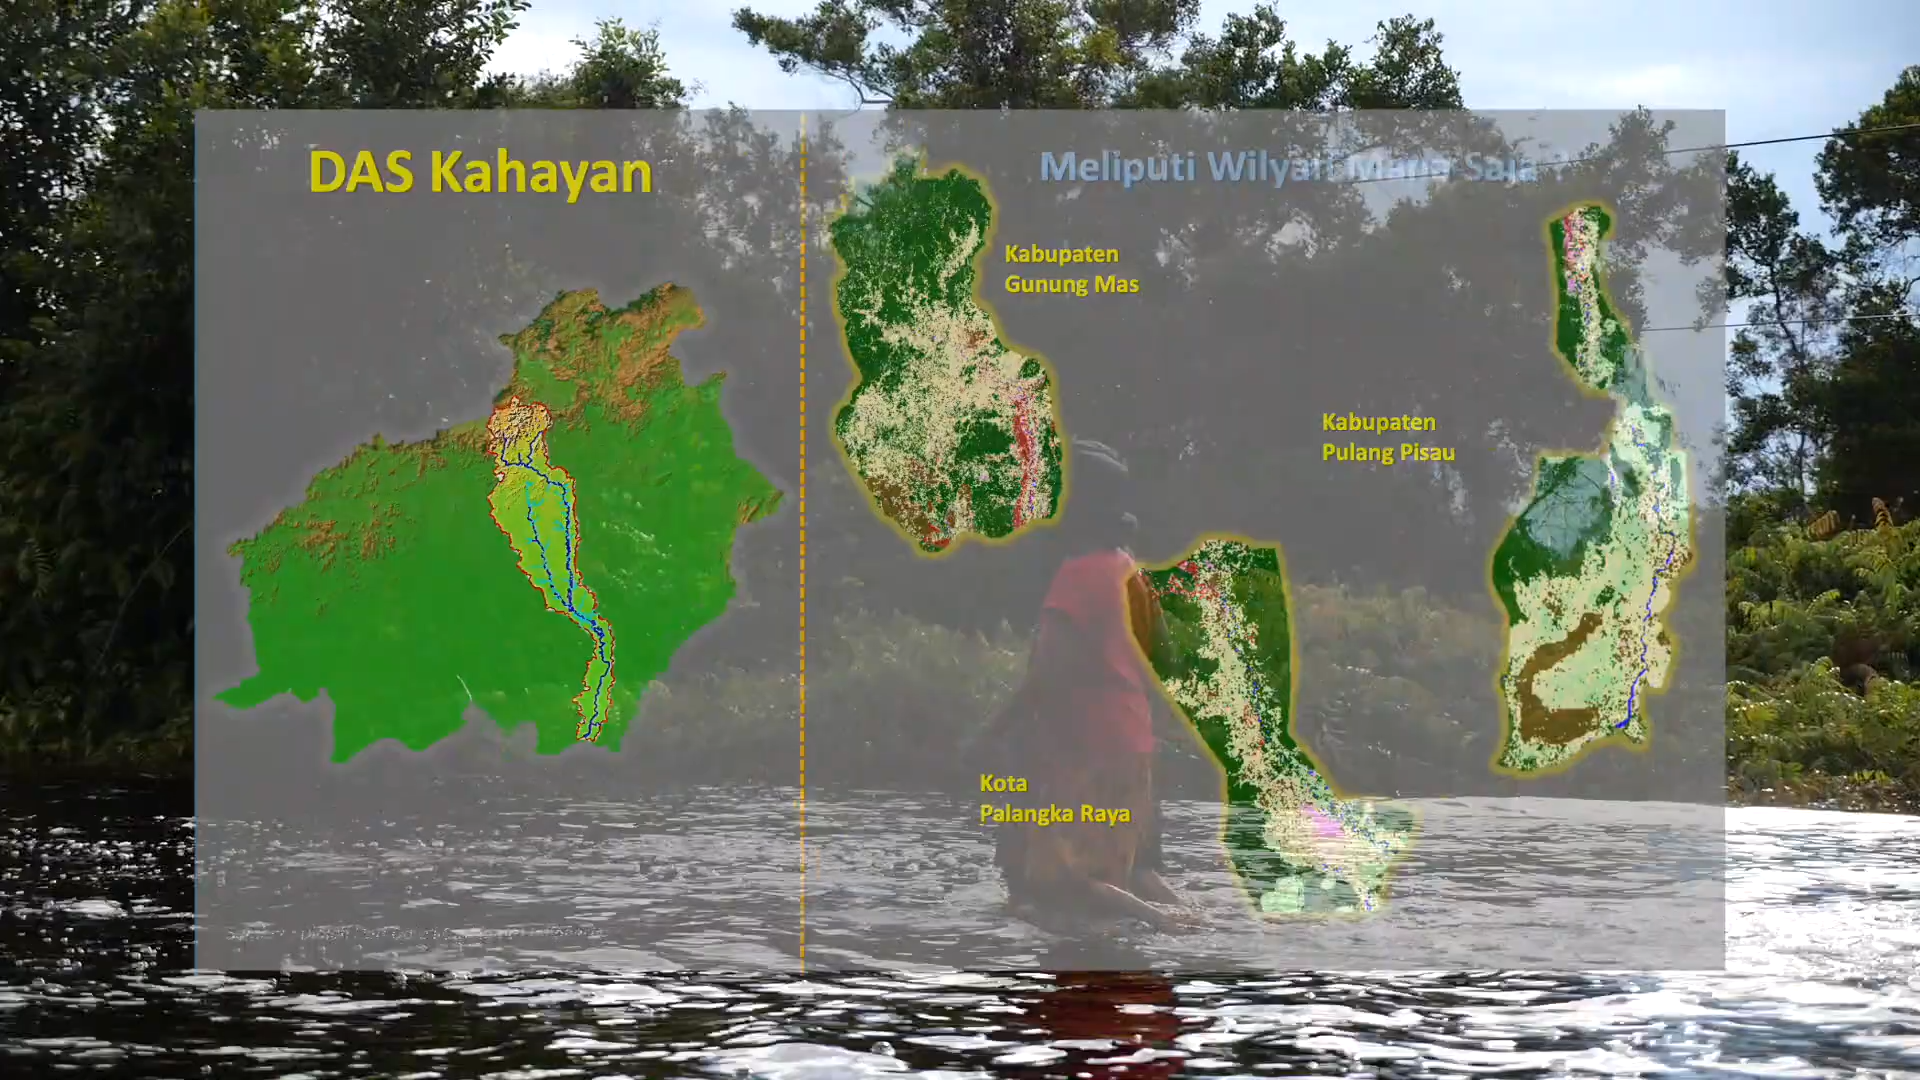 DAS Kahayan
Meliputi Wilyah Mana Saja ?
Kabupaten
Gunung Mas
Kabupaten
Pulang Pisau
Kota
Palangka Raya